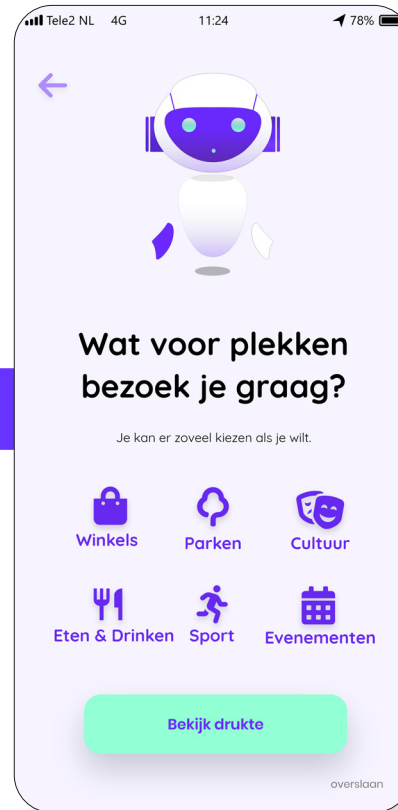 Tele2 NL 4G 11:24 78%
Wat voor plekken
bezoek je graag?
Je kan er zoveel kiezen als je wilt.
Winkels Parken Cultuur
Eten & Drinken Sport Evenementen
Bekijk drukte
overslaan